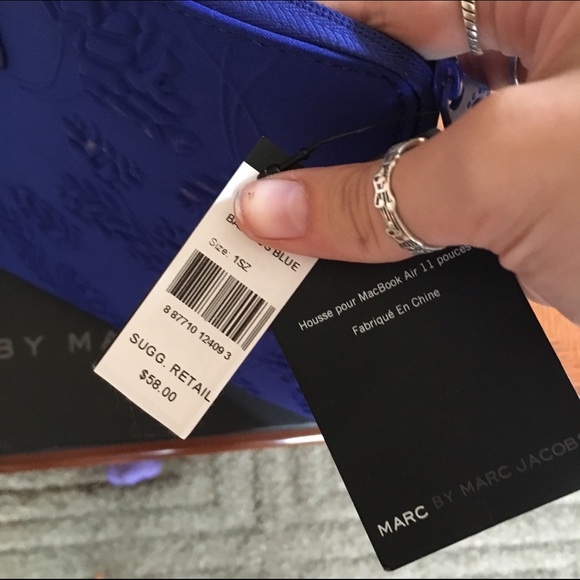 BLUE
Size: 1SZ
8 87710 12409 3
SUGG. RETAIL
$58.00
Housse pour MacBook Air 11 pouces
Fabriqué En Chine
MARC BY MARC JACOBS
BY MAR